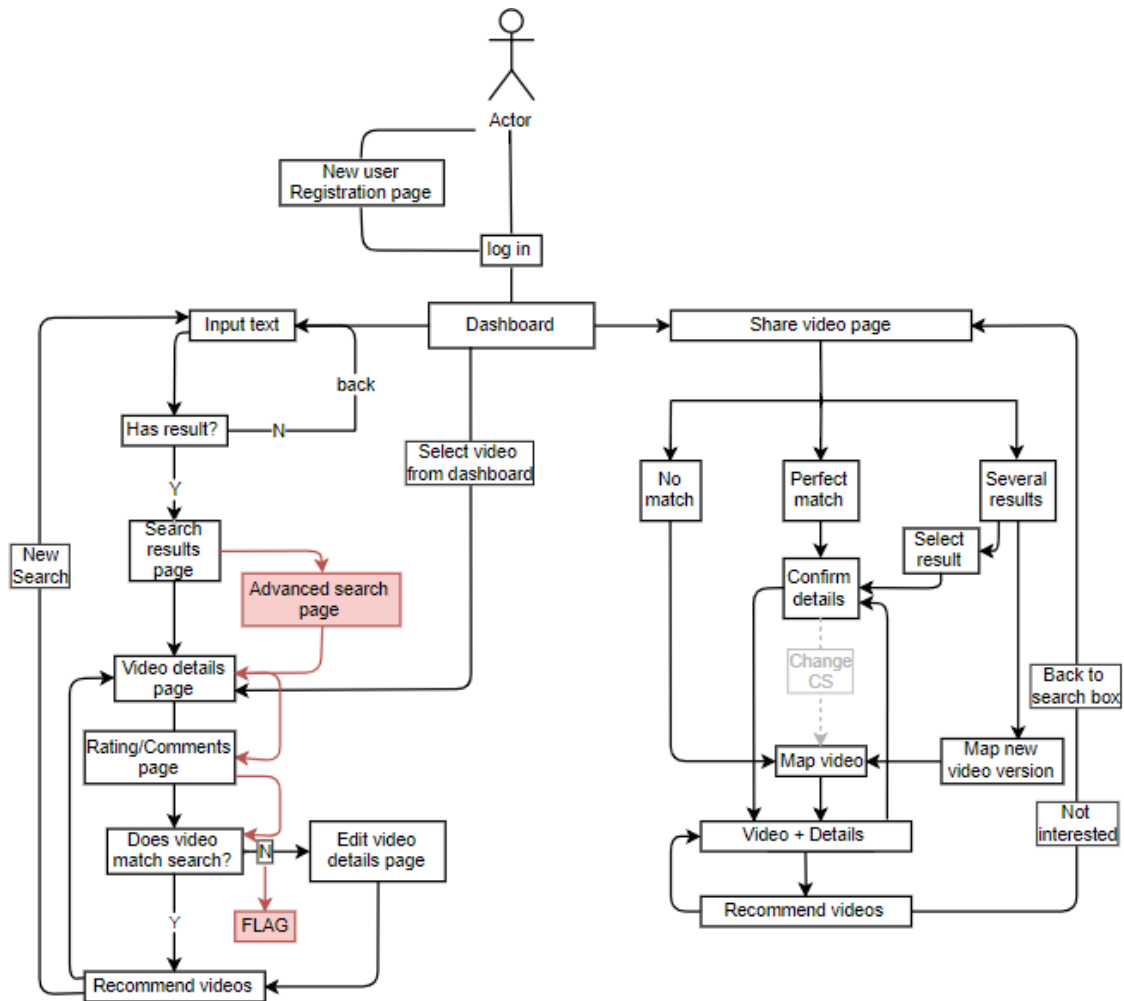 Actor
New user
Registration page
log in
Input text
Dashboard
Share video page
back
Has result?
N
Select video
from dashboard
No
match
Perfect
match
Several
results
Y
Search
results
page
New
Search
Select
result
Advanced search
page
Confirm
details
Change
CS
Video details
page
Back to
search box
Rating/Comments
page
Map video
Map new
video version
Does video
match search?
N
Edit video
details page
Video + Details
Not
interested
Y
FLAG
Recommend videos
Recommend videos